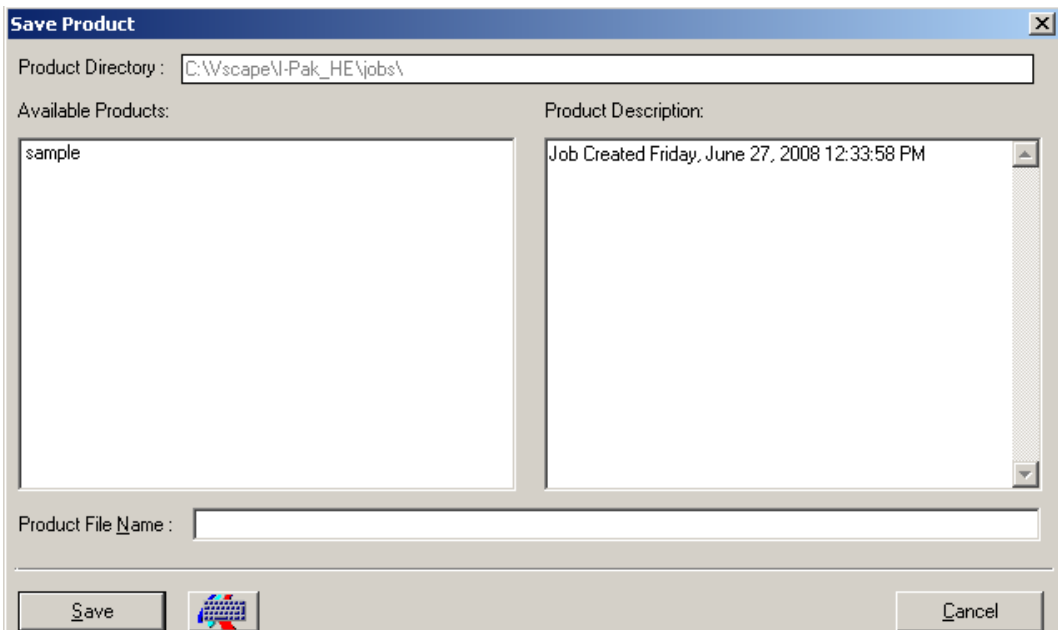 Save Product
Product Directory : C:\Vscape\I-Pak_HE\jobs\
Available Products: Product Description:
sample Job Created Friday, June 27, 2008 12:33:58 PM
Product File Name :
Save Cancel